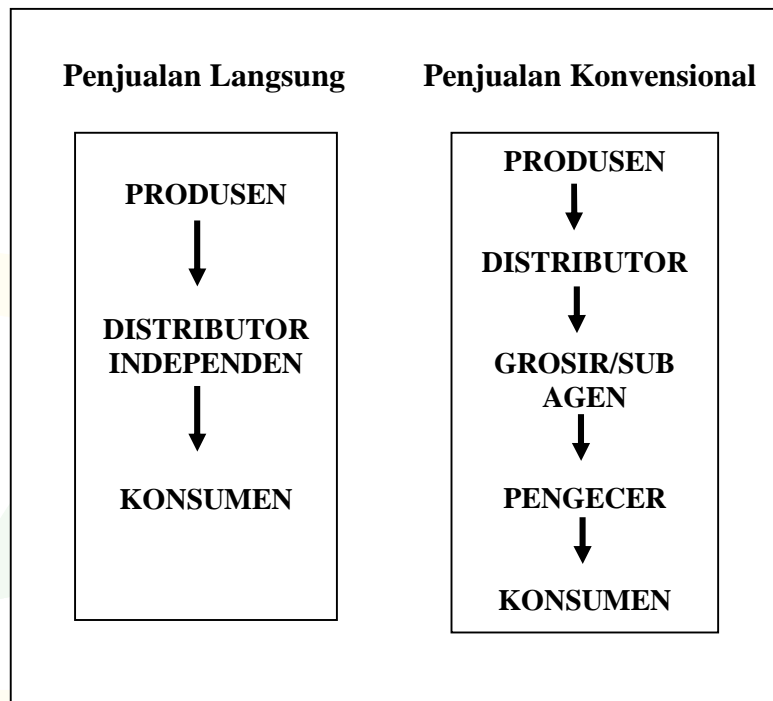 Penjualan Langsung
PRODUSEN
DISTRIBUTOR
INDEPENDEN
KONSUMEN
Penjualan Konvensional
PRODUSEN
DISTRIBUTOR
GROSIR/SUB
AGEN
PENGECER
KONSUMEN